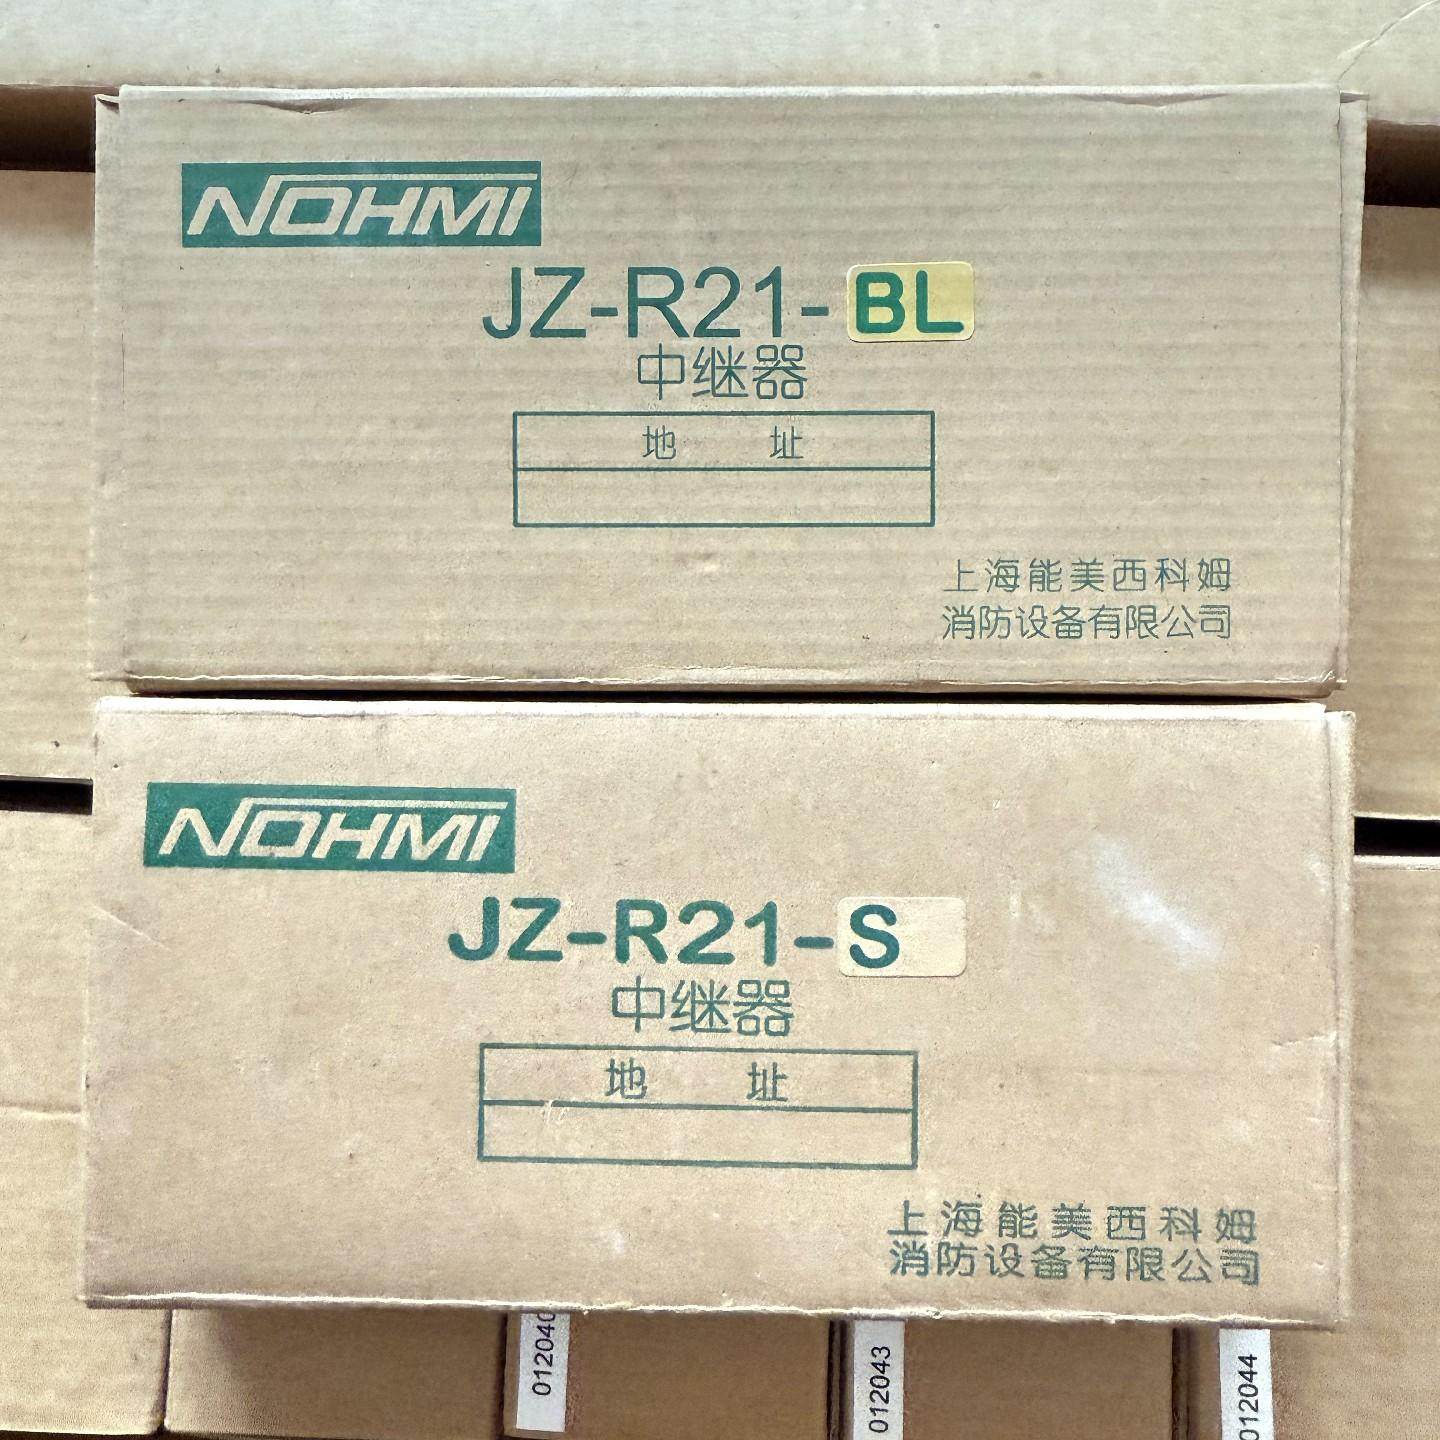 NOHMI
JZ-R21-BL
中继器
地 址
上海能美西科姆
消防设备有限公司
NOHMI
JZ-R21-S
中继器
地 址
上海能美西科姆
消防设备有限公司
012040
012043
012044